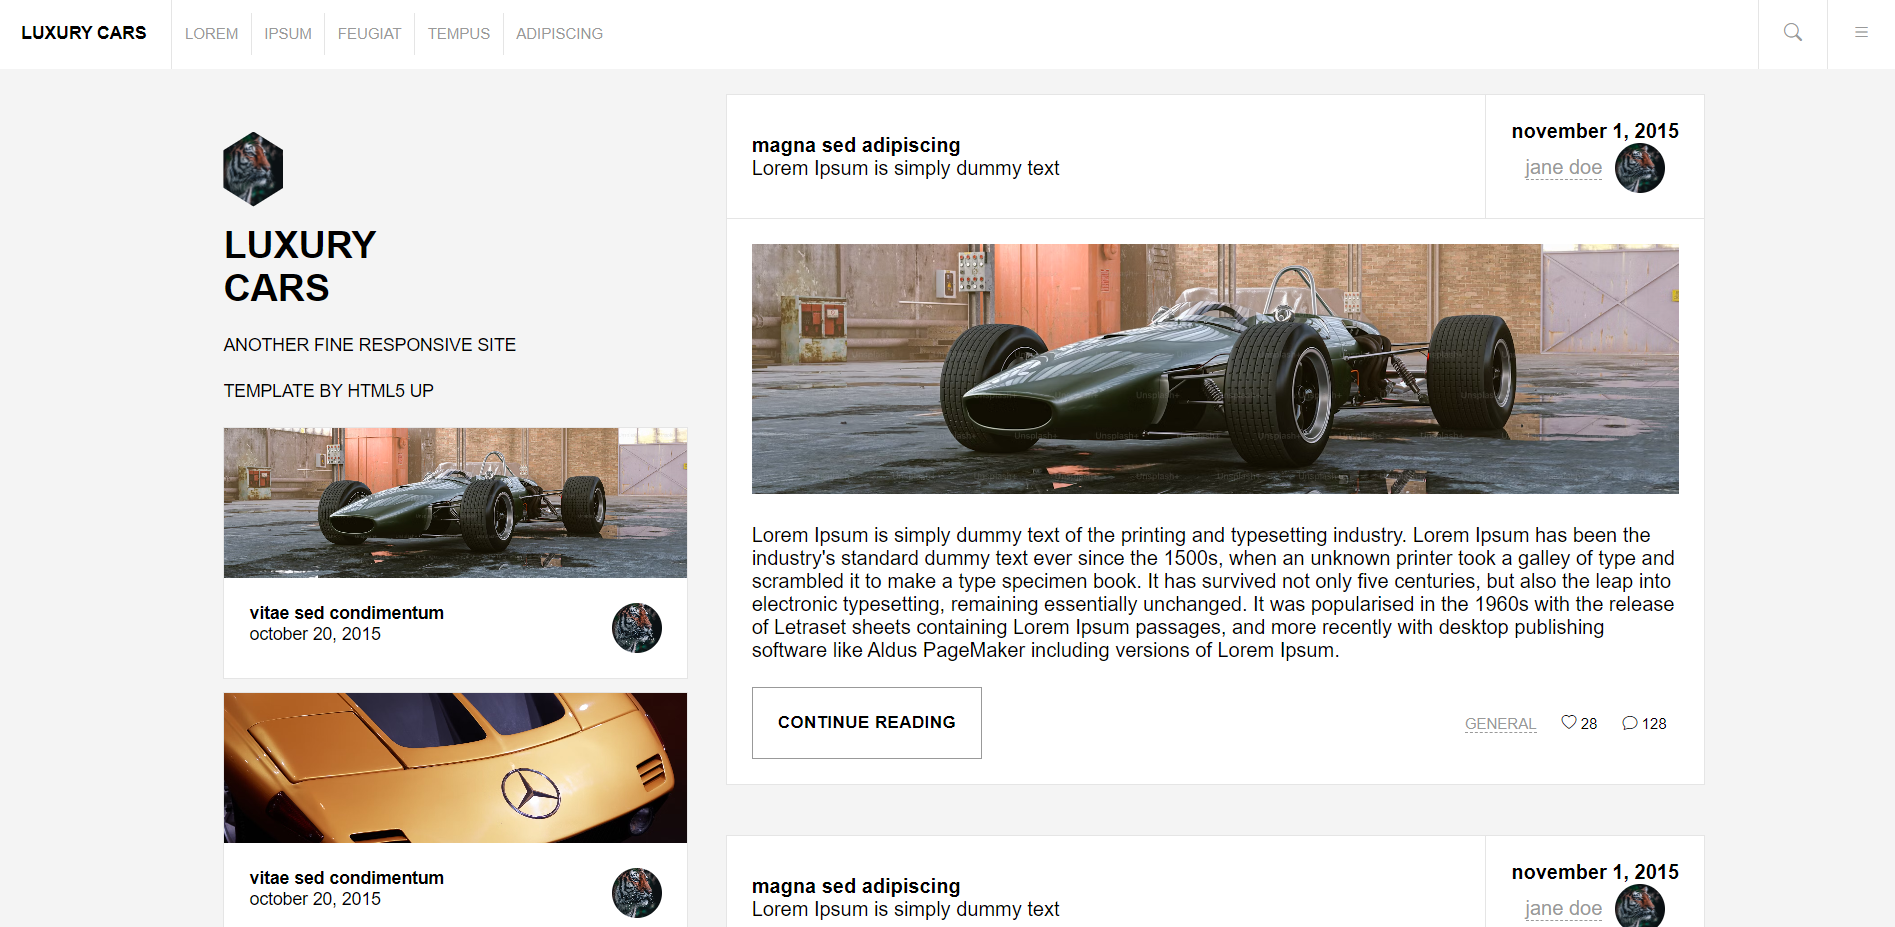 LUXURY CARS
LOREM
IPSUM
FEUGIAT
TEMPUS
ADIPISCING
LUXURY
CARS
ANOTHER FINE RESPONSIVE SITE
TEMPLATE BY HTML5 UP
vitae sed condimentum
october 20, 2015
vitae sed condimentum
october 20, 2015
magna sed adipiscing
Lorem Ipsum is simply dummy text
november 1, 2015
jane doe
Unsplash+
Lorem Ipsum is simply dummy text of the printing and typesetting industry. Lorem Ipsum has been the
industry's standard dummy text ever since the 1500s, when an unknown printer took a galley of type and
scrambled it to make a type specimen book. It has survived not only five centuries, but also the leap into
electronic typesetting, remaining essentially unchanged. It was popularised in the 1960s with the release
of Letraset sheets containing Lorem Ipsum passages, and more recently with desktop publishing
software like Aldus PageMaker including versions of Lorem Ipsum.
CONTINUE READING
GENERAL
28
128
magna sed adipiscing
Lorem Ipsum is simply dummy text
november 1, 2015
jane doe